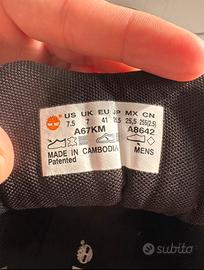 US UK EU JP MX CN
7.5 7 41 25.5 25,5 255(2.5)
A67KM A8642
MADE IN CAMBODIA MENS
Patented
subito